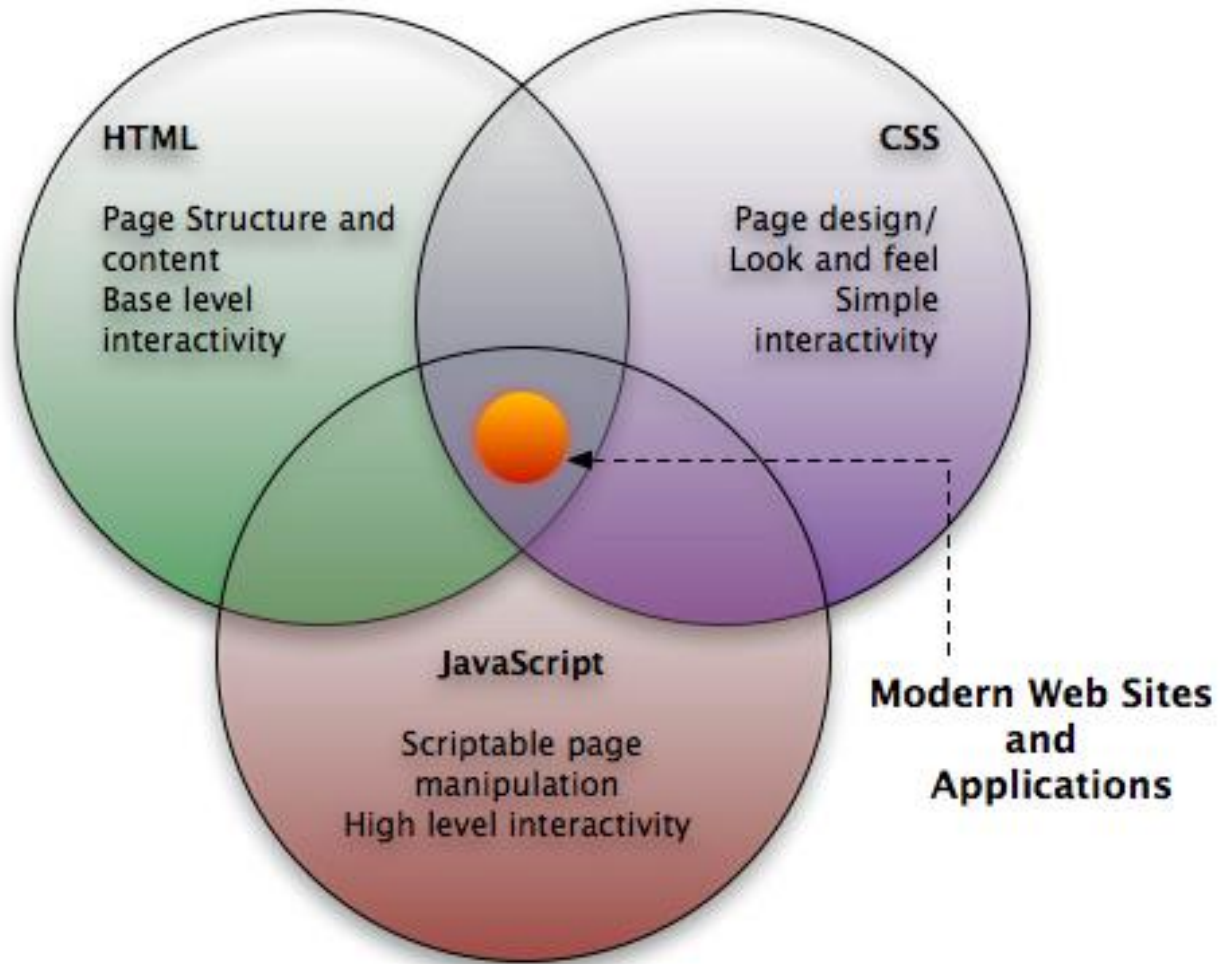 HTML
Page Structure and
content
Base level
interactivity
CSS
Page design/
Look and feel
Simple
interactivity
JavaScript
Scriptable page
manipulation
High level interactivity
Modern Web Sites
and
Applications